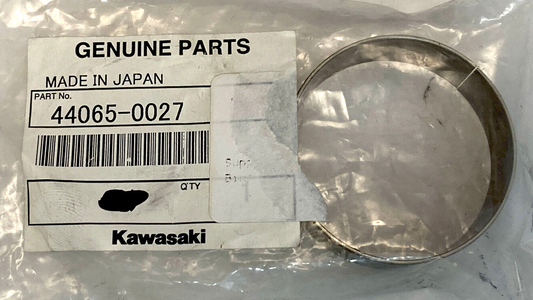 GENUINE PARTS
MADE IN JAPAN
PART No.
44065-0027
Q'TY
Kawasaki